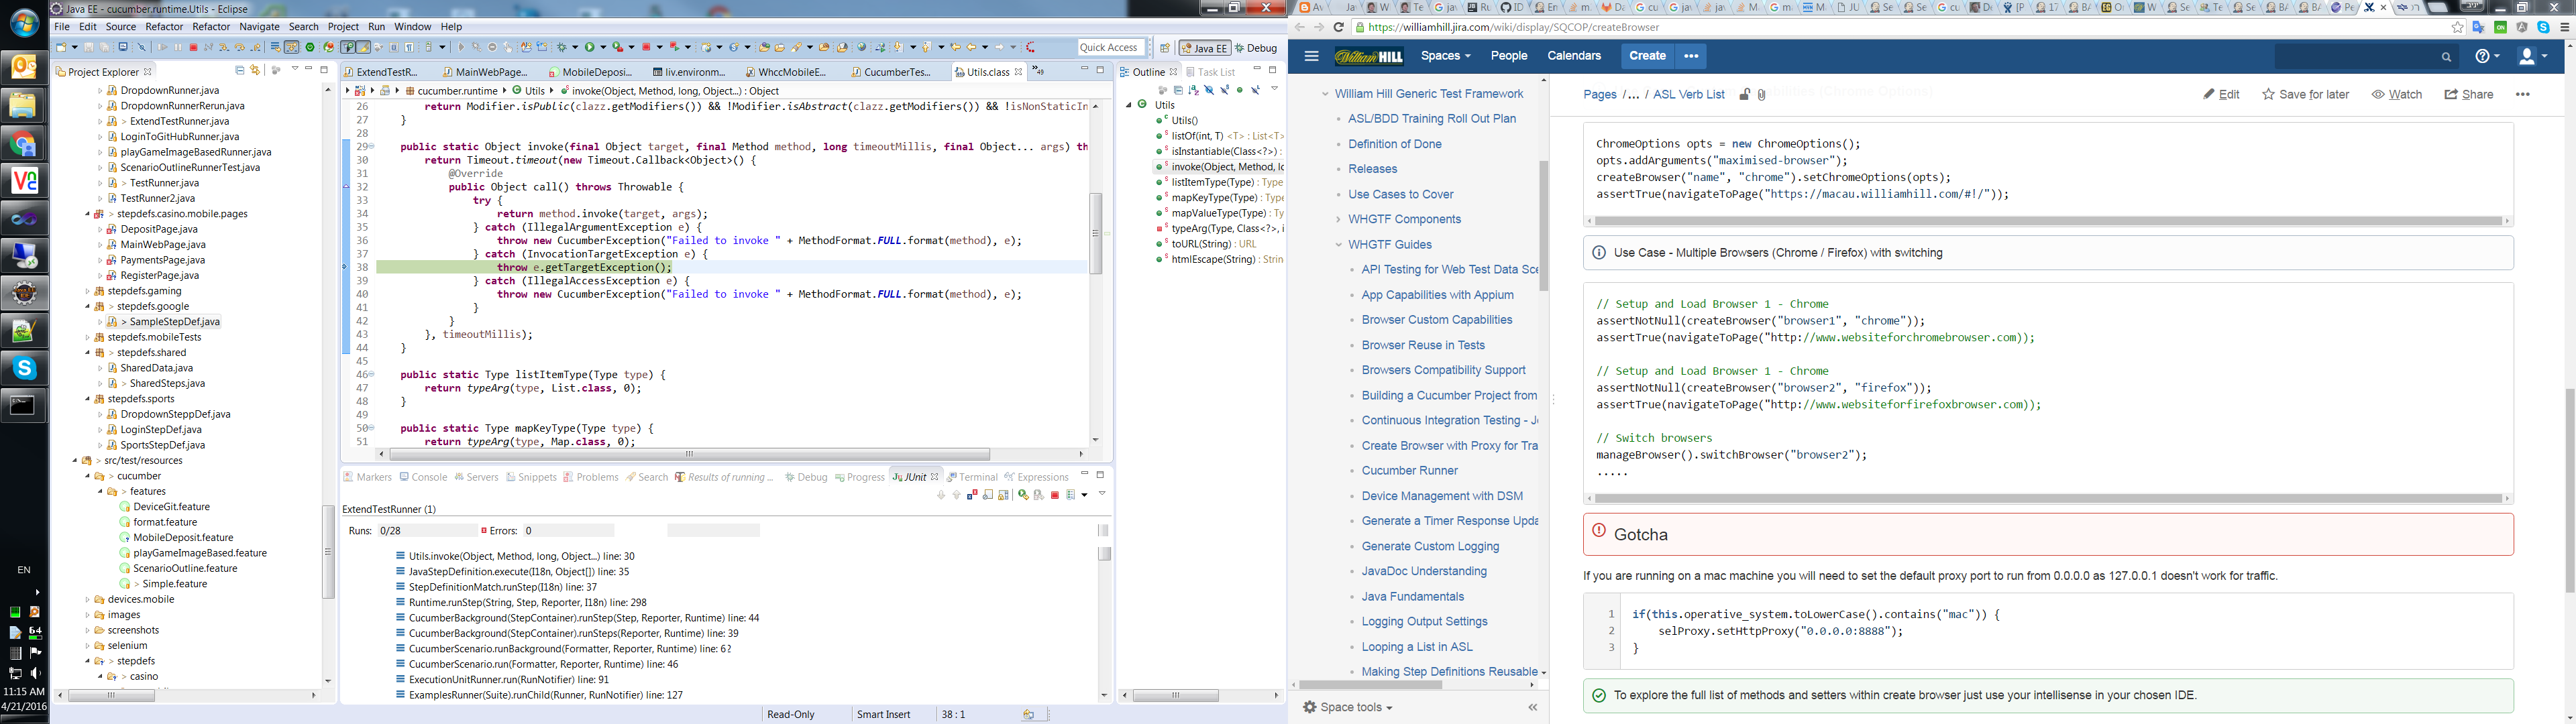 Java EE - cucumber.runtime.Utils - Eclipse
File Edit Source Refactor Refactor Navigate Search Project Run Window Help
Quick Access
Java EE
Debug
Project Explorer
DropdownRunner.java
DropdownRunnerRerun.java
> ExtendTestRunner.java
LoginToGitHubRunner.java
playGameImageBasedRunner.java
ScenarioOutlineRunnerTest.java
> TestRunner.java
TestRunner2.java
> stepdefs.casino.mobile.pages
DepositPage.java
MainWebPage.java
PaymentsPage.java
RegisterPage.java
stepdefs.gaming
> stepdefs.google
> SampleStepDef.java
stepdefs.mobileTests
> stepdefs.shared
SharedData.java
> SharedSteps.java
stepdefs.sports
DropdownSteppDef.java
LoginStepDef.java
SportsStepDef.java
> src/test/resources
> cucumber
> features
DeviceGit.feature
format.feature
MobileDeposit.feature
playGameImageBased.feature
ScenarioOutline.feature
> Simple.feature
devices.mobile
images
screenshots
selenium
> stepdefs
> casino
EN
64
11:15 AM
4/21/2016
ExtendTestR...
MainWebPage...
MobileDeposi...
liv.environm...
WhccMobileE...
CucumberTes...
Utils.class
»49
cucumber.runtime Utils invoke(Object, Method, long, Object...) : Object
26 return Modifier.isPublic(clazz.getModifiers()) && !Modifier.isAbstract(clazz.getModifiers()) && !isNonStaticIn
27 }
28
29 public static Object invoke(final Object target, final Method method, long timeoutMillis, final Object... args) th
30 return Timeout.timeout(new Timeout.Callback<Object>() {
31 @Override
32 public Object call() throws Throwable {
33 try {
34 return method.invoke(target, args);
35 } catch (IllegalArgumentException e) {
36 throw new CucumberException("Failed to invoke " + MethodFormat.FULL.format(method), e);
37 } catch (InvocationTargetException e) {
38 throw e.getTargetException();
39 } catch (IllegalAccessException e) {
40 throw new CucumberException("Failed to invoke " + MethodFormat.FULL.format(method), e);
41 }
42 }
43 }, timeoutMillis);
44 }
45
46 public static Type listItemType(Type type) {
47 return typeArg(type, List.class, 0);
48 }
49
50 public static Type mapKeyType(Type type) {
51 return typeArg(type, Map.class, 0);
Markers Console Servers Snippets Problems Search Results of running ... Debug Progress JUnit Terminal Expressions
ExtendTestRunner (1)
Runs: 0/28 Errors: 0
Utils.invoke(Object, Method, long, Object...) line: 30
JavaStepDefinition.execute(I18n, Object[]) line: 35
StepDefinitionMatch.runStep(I18n) line: 37
Runtime.runStep(String, Step, Reporter, I18n) line: 298
CucumberBackground(StepContainer).runStep(Step, Reporter, Runtime) line: 44
CucumberBackground(StepContainer).runSteps(Reporter, Runtime) line: 39
CucumberScenario.runBackground(Formatter, Reporter, Runtime) line: 62
CucumberScenario.run(Formatter, Reporter, Runtime) line: 46
ExecutionUnitRunner.run(RunNotifier) line: 91
ExamplesRunner(Suite).runChild(Runner, RunNotifier) line: 127
Read-Only Smart Insert 38 : 1
Outline Task List
Utils
Utils()
listOf(int, T) <T> : List<T>
isInstantiable(Class<?>) :
invoke(Object, Method, lo
listItemType(Type) : Type
mapKeyType(Type) : Type
mapValueType(Type) : Ty
typeArg(Type, Class<?>, i
toURL(String) : URL
htmlEscape(String) : Strin
https://williamhill.jira.com/wiki/display/SQCOP/createBrowser
William HILL
Spaces People Calendars Create
William Hill Generic Test Framework
ASL/BDD Training Roll Out Plan
Definition of Done
Releases
Use Cases to Cover
WHGTF Components
WHGTF Guides
API Testing for Web Test Data Sce
App Capabilities with Appium
Browser Custom Capabilities
Browser Reuse in Tests
Browsers Compatibility Support
Building a Cucumber Project from
Continuous Integration Testing - Je
Create Browser with Proxy for Tra
Cucumber Runner
Device Management with DSM
Generate a Timer Response Upda
Generate Custom Logging
JavaDoc Understanding
Java Fundamentals
Logging Output Settings
Looping a List in ASL
Making Step Definitions Reusable
Space tools
Pages /... / ASL Verb List
Edit Save for later Watch Share
ChromeOptions opts = new ChromeOptions();
opts.addArguments("maximised-browser");
createBrowser("name", "chrome").setChromeOptions(opts);
assertTrue(navigateToPage("https://macau.williamhill.com/#!/"));
Use Case - Multiple Browsers (Chrome / Firefox) with switching
// Setup and Load Browser 1 - Chrome
assertNotNull(createBrowser("browser1", "chrome"));
assertTrue(navigateToPage("http://www.websiteforchromebrowser.com));
// Setup and Load Browser 1 - Chrome
assertNotNull(createBrowser("browser2", "firefox"));
assertTrue(navigateToPage("http://www.websiteforfirefoxbrowser.com));
// Switch browsers
manageBrowser().switchBrowser("browser2");
.....
Gotcha
If you are running on a mac machine you will need to set the default proxy port to run from 0.0.0.0 as 127.0.0.1 doesn't work for traffic.
1 if(this.operative_system.toLowerCase().contains("mac")) {
2 selProxy.setHttpProxy("0.0.0.0:8888");
3 }
To explore the full list of methods and setters within create browser just use your intellisense in your chosen IDE.